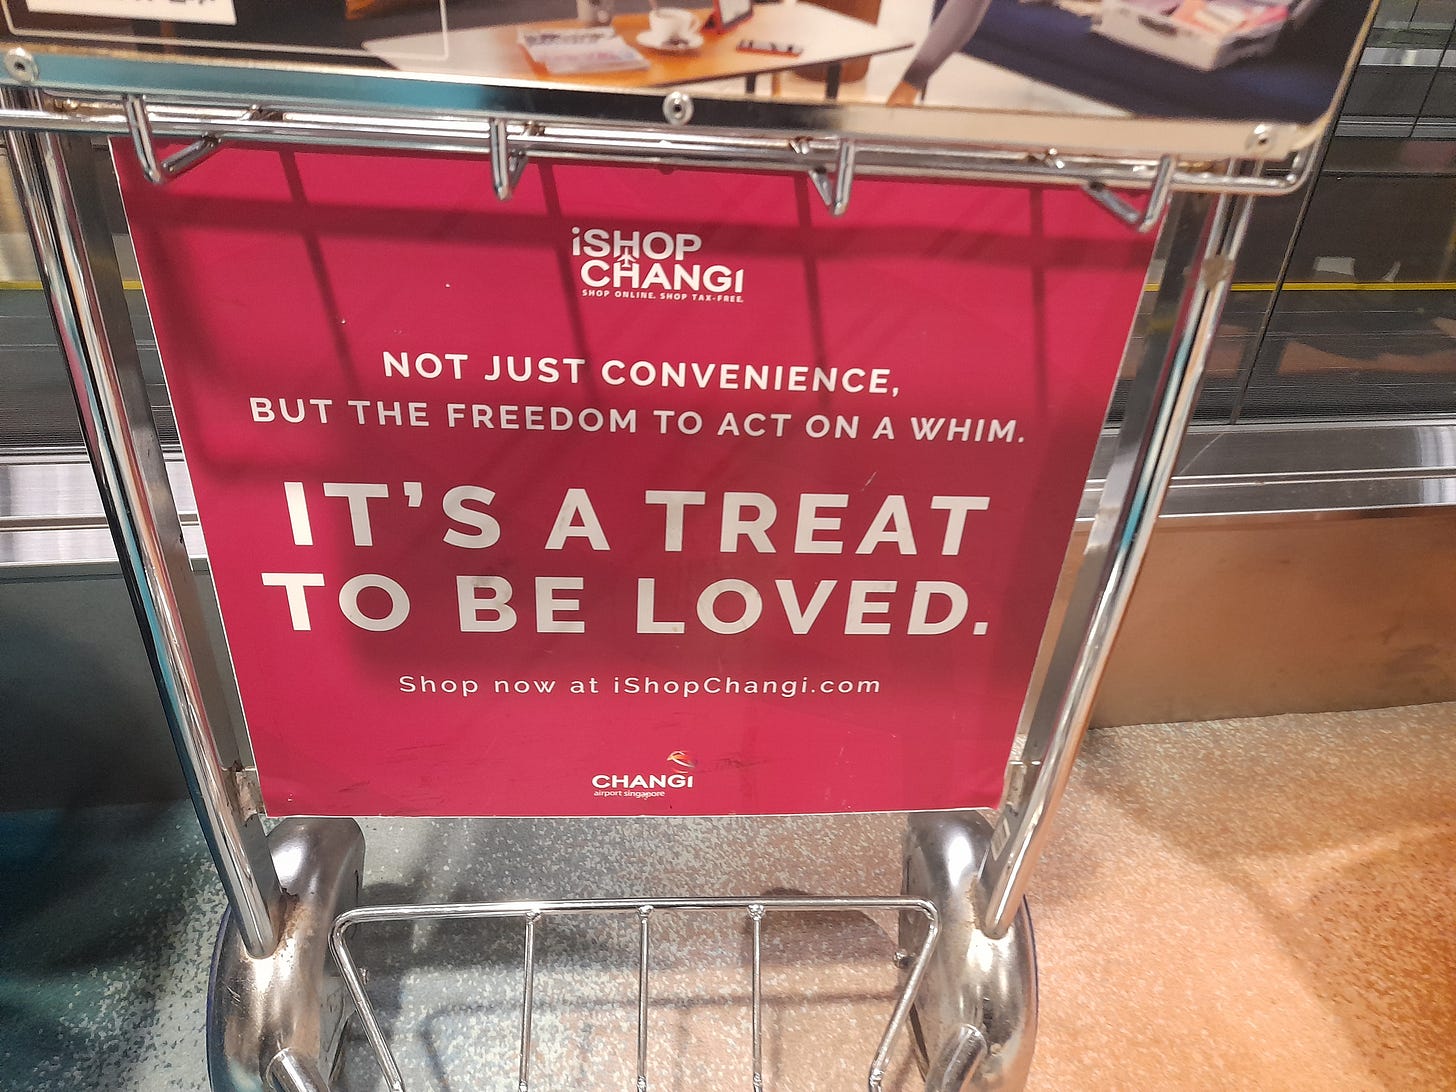 iSHOP
CHANGI
SHOP ONLINE. SHOP TAX-FREE.
NOT JUST CONVENIENCE,
BUT THE FREEDOM TO ACT ON A WHIM.
IT'S A TREAT
TO BE LOVED.
Shop now at iShopChangi.com
CHANGI
airport singapore